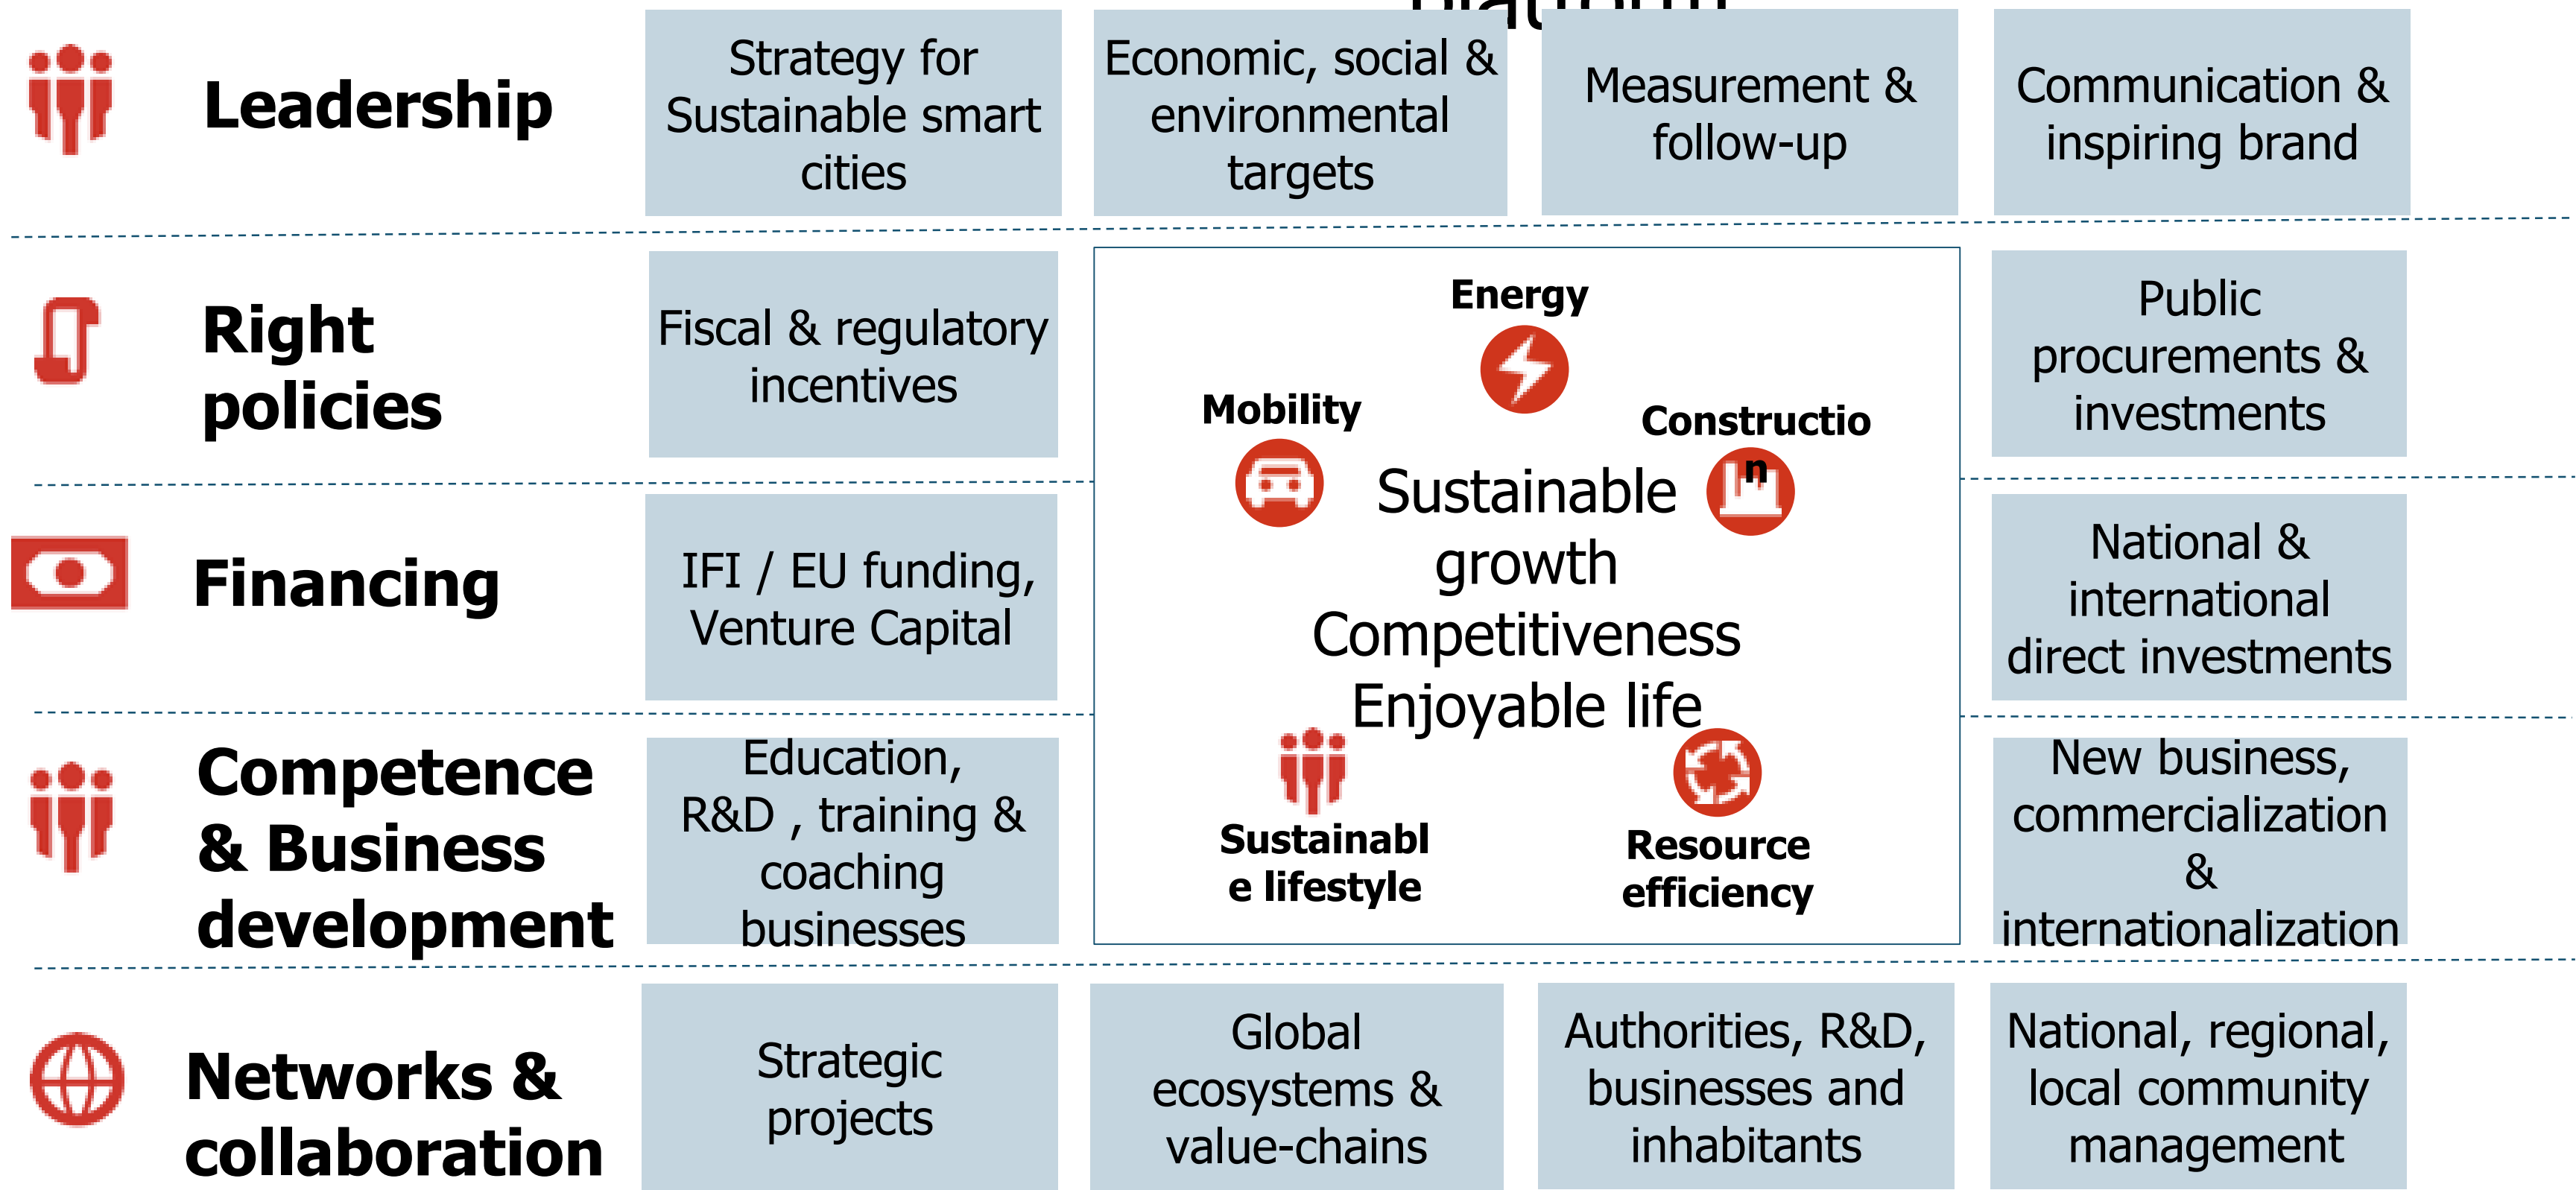 platform
Leadership
Strategy for
Sustainable smart
cities
Economic, social &
environmental
targets
Measurement &
follow-up
Communication &
inspiring brand
Right
policies
Fiscal & regulatory
incentives
Energy
Mobility
Constructio
n
Public
procurements &
investments
Financing
IFI / EU funding,
Venture Capital
Sustainable
growth
Competitiveness
Enjoyable life
National &
international
direct investments
Competence
& Business
development
Education,
R&D , training &
coaching
businesses
Sustainabl
e lifestyle
Resource
efficiency
New business,
commercialization
&
internationalization
Networks &
collaboration
Strategic
projects
Global
ecosystems &
value-chains
Authorities, R&D,
businesses and
inhabitants
National, regional,
local community
management